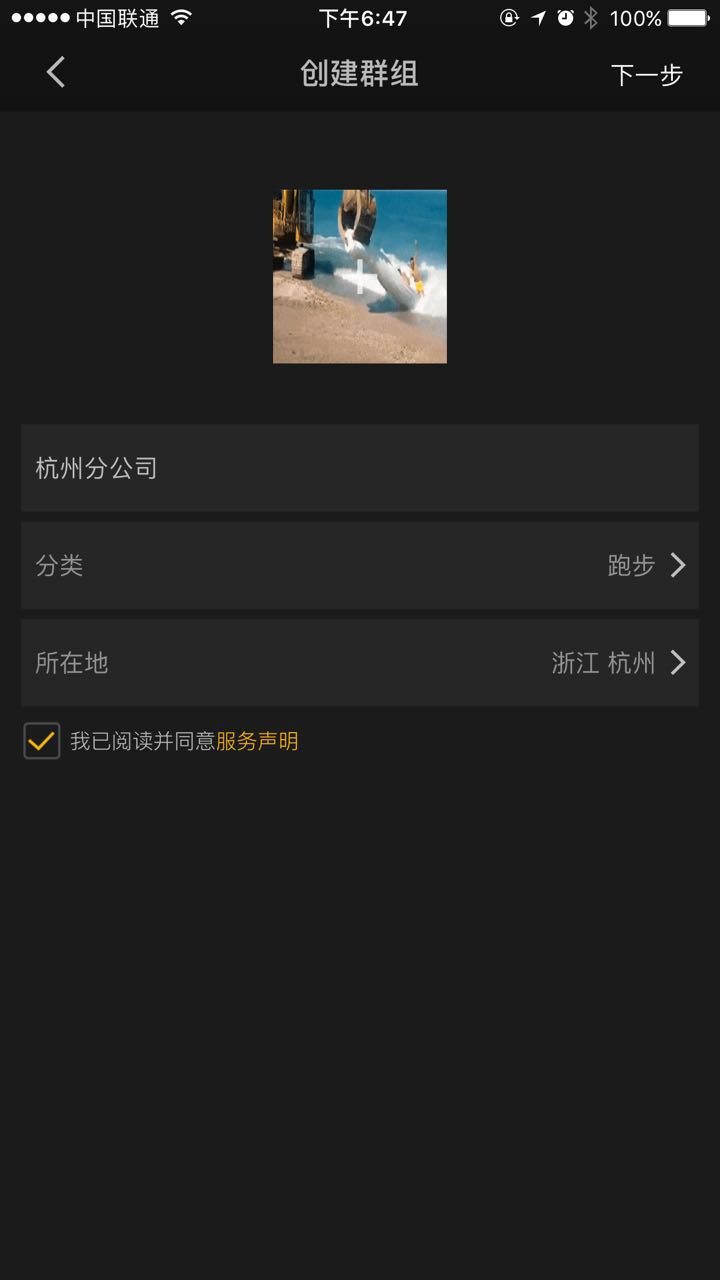 中国联通 下午6:47 100%
创建群组 下一步
杭州分公司
分类 跑步
所在地 浙江 杭州
我已阅读并同意服务声明